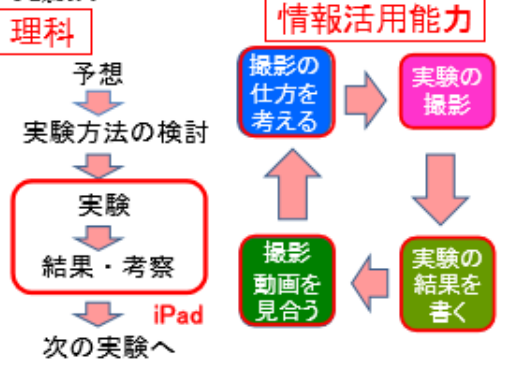 理科
予想
実験方法の検討
実験
結果・考察
iPad
次の実験へ
情報活用能力
撮影の
仕方を
考える
実験の
撮影
実験の
結果を
書く
撮影
動画を
見合う